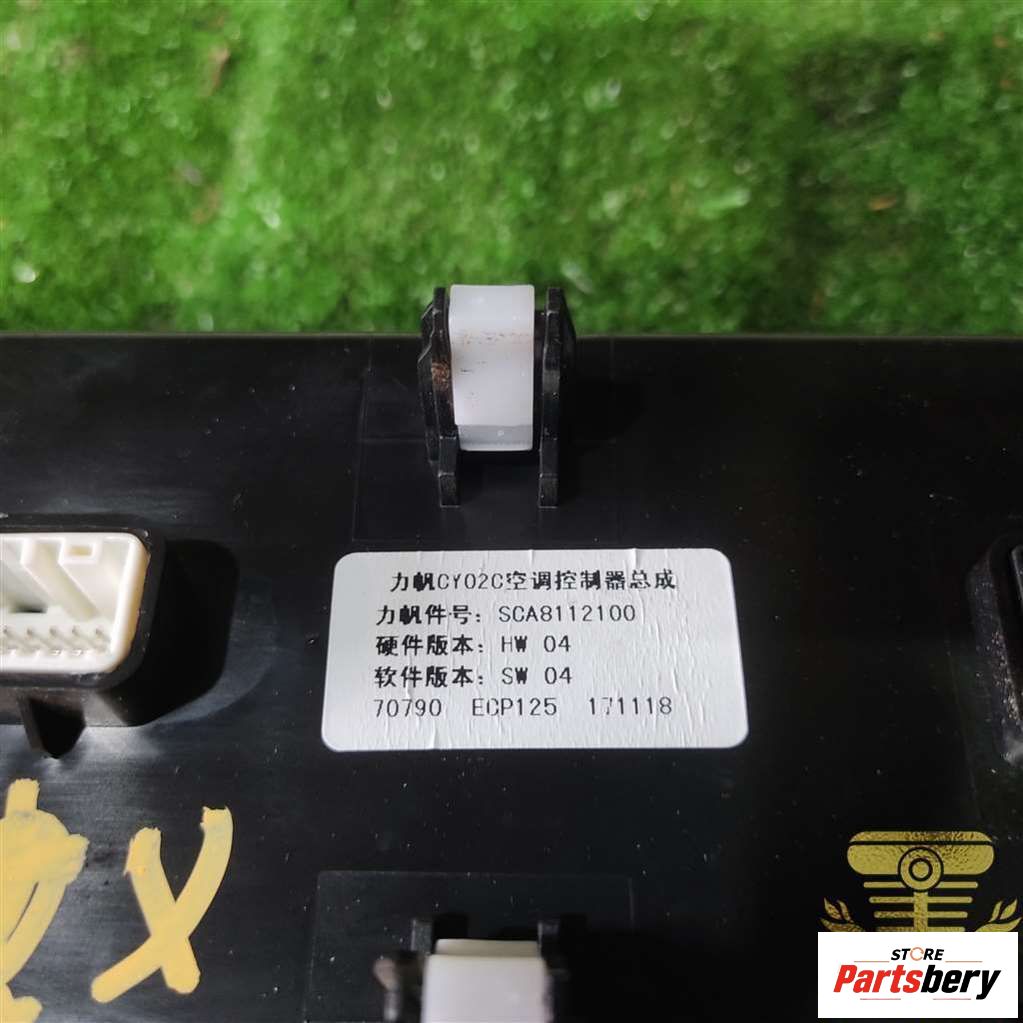 力帆CY02C空调控制器总成
力帆件号: SCA8112100
硬件版本: HW 04
软件版本: SW 04
70790 ECP125 171118
X
STORE
Partsbery